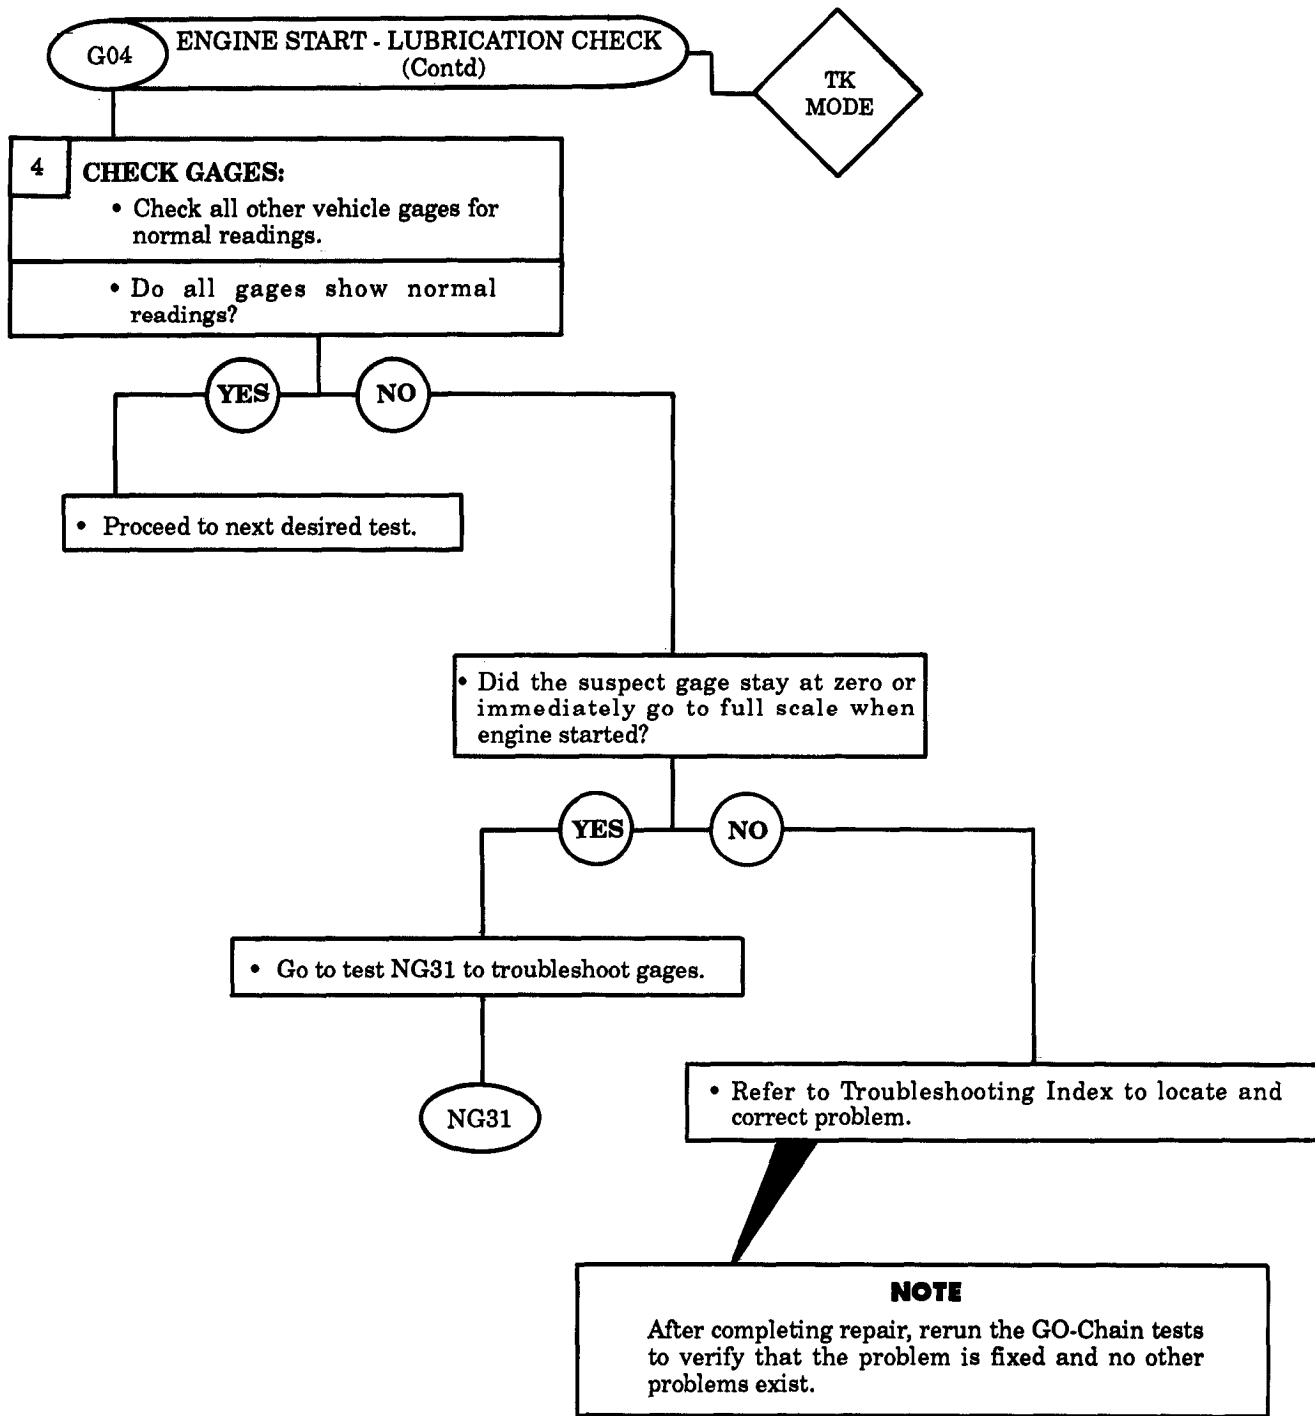 G04
ENGINE START - LUBRICATION CHECK
(Contd)
TK
MODE
4
CHECK GAGES:
• Check all other vehicle gages for
normal readings.
• Do all gages show normal
readings?
YES
NO
• Proceed to next desired test.
• Did the suspect gage stay at zero or
immediately go to full scale when
engine started?
YES
NO
• Go to test NG31 to troubleshoot gages.
NG31
• Refer to Troubleshooting Index to locate and
correct problem.
NOTE
After completing repair, rerun the GO-Chain tests
to verify that the problem is fixed and no other
problems exist.